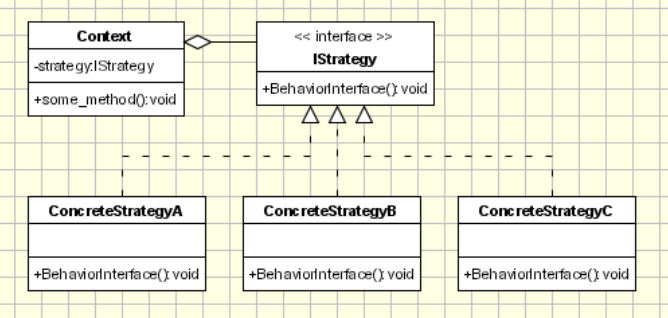 Context
-strategy:IStrategy
+some_method():void
<< interface >>
IStrategy
+BehaviorInterface():void
ConcreteStrategyA
+BehaviorInterface():void
ConcreteStrategyB
+BehaviorInterface():void
ConcreteStrategyC
+BehaviorInterface():void